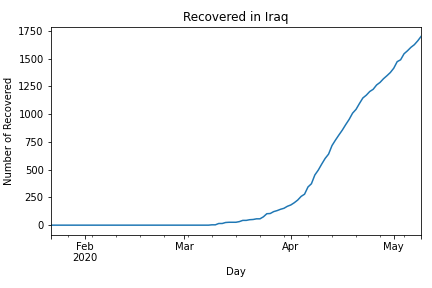 Recovered in Iraq
1750
1500
1250
1000
750
500
250
0
Number of Recovered
Feb
2020
Mar
Apr
May
Day